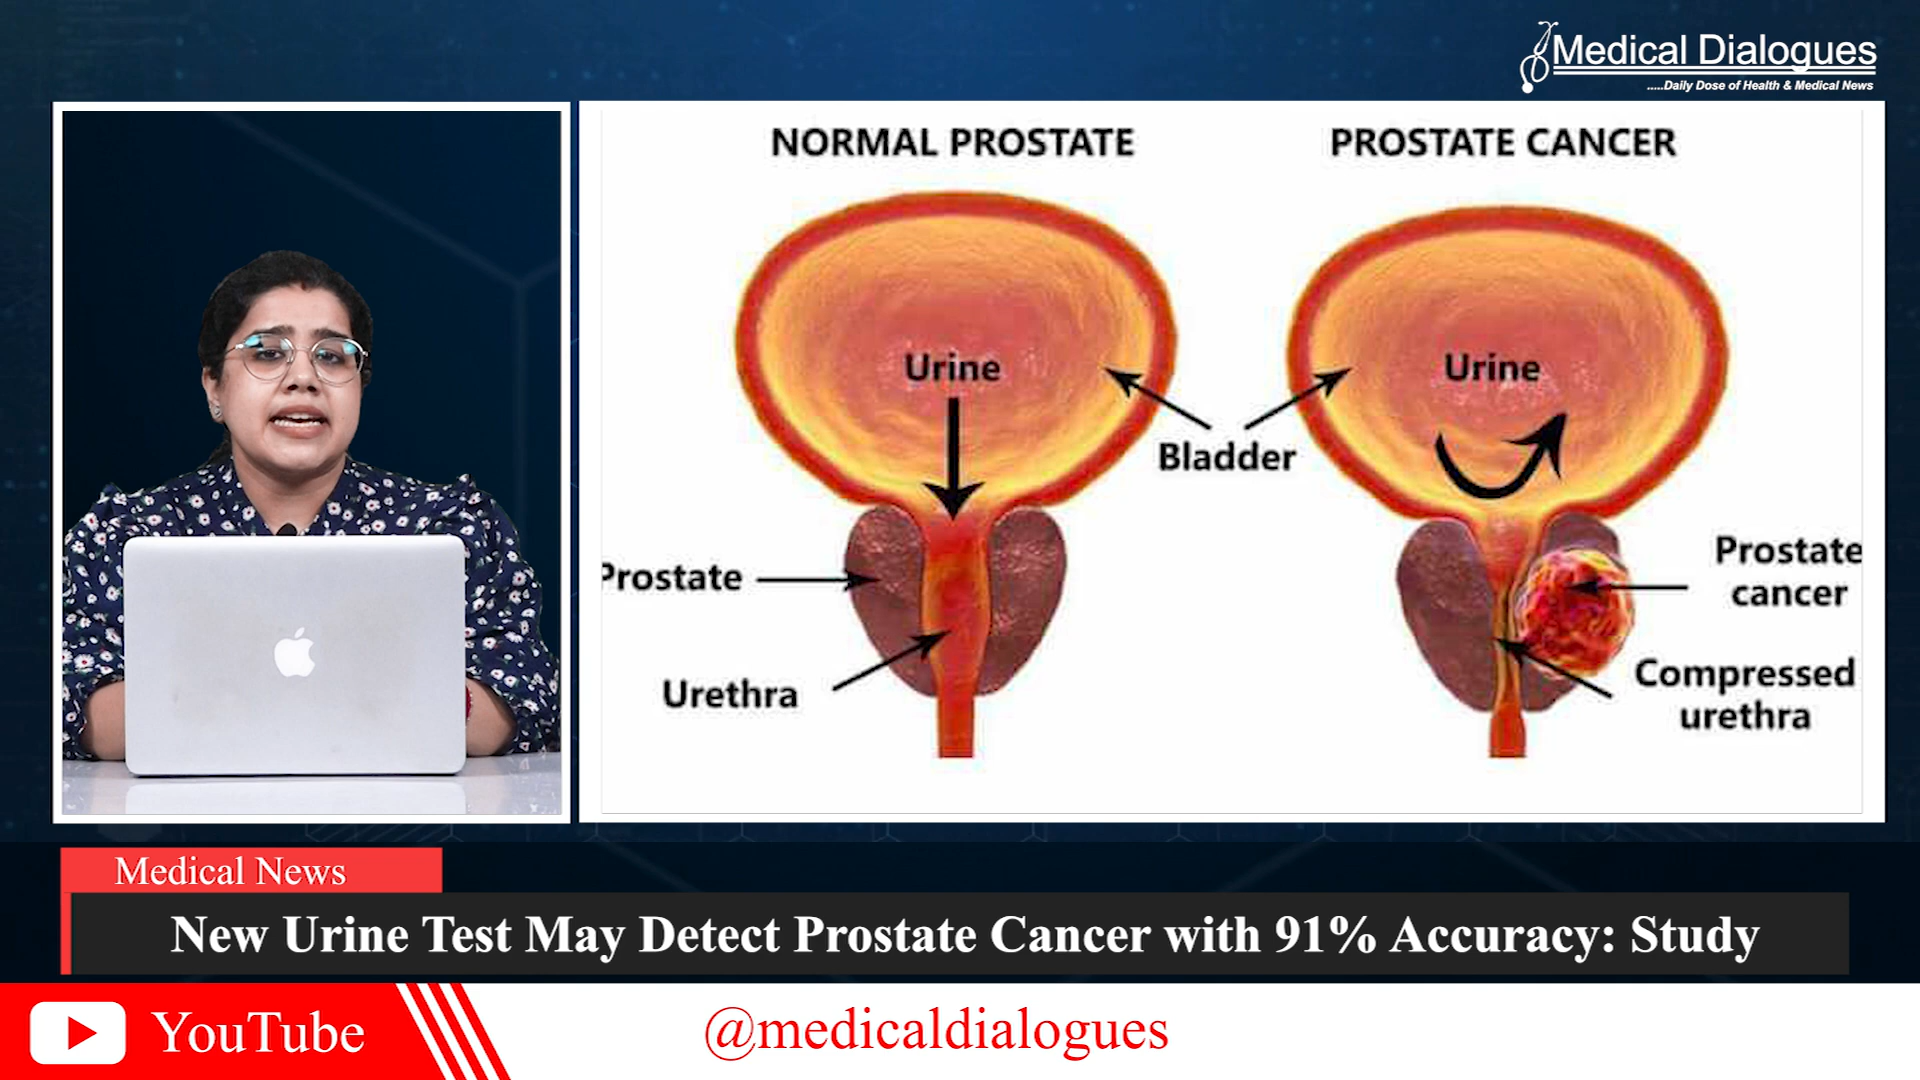 Medical Dialogues
.....Daily Dose of Health & Medical News
NORMAL PROSTATE
PROSTATE CANCER
Urine
Urine
Bladder
Prostate
Urethra
Prostate
cancer
Compressed
urethra
Medical News
New Urine Test May Detect Prostate Cancer with 91% Accuracy: Study
YouTube
@medicaldialogues